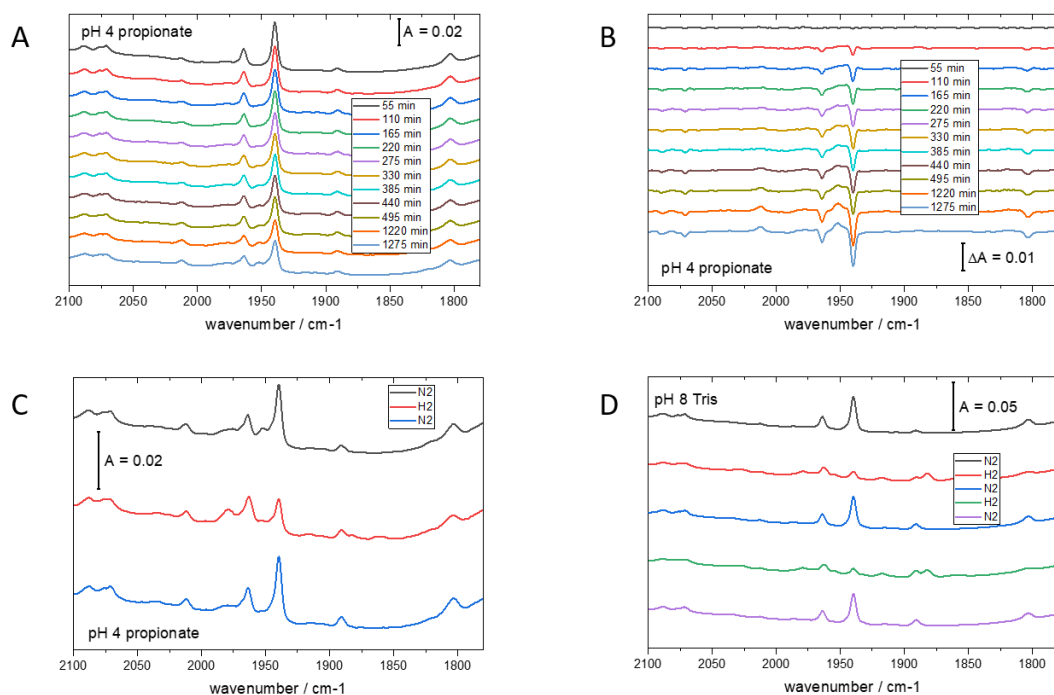 A
pH 4 propionate
A = 0.02
55 min
110 min
165 min
220 min
275 min
330 min
385 min
440 min
495 min
1220 min
1275 min
2100 2050 2000 1950 1900 1850 1800
wavenumber / cm-1
B
55 min
110 min
165 min
220 min
275 min
330 min
385 min
440 min
495 min
1220 min
1275 min
ΔA = 0.01
pH 4 propionate
2100 2050 2000 1950 1900 1850 1800
wavenumber / cm-1
C
N2
H2
N2
A = 0.02
pH 4 propionate
2100 2050 2000 1950 1900 1850 1800
wavenumber / cm-1
D
pH 8 Tris
A = 0.05
N2
H2
N2
H2
N2
2100 2050 2000 1950 1900 1850 1800
wavenumber / cm-1